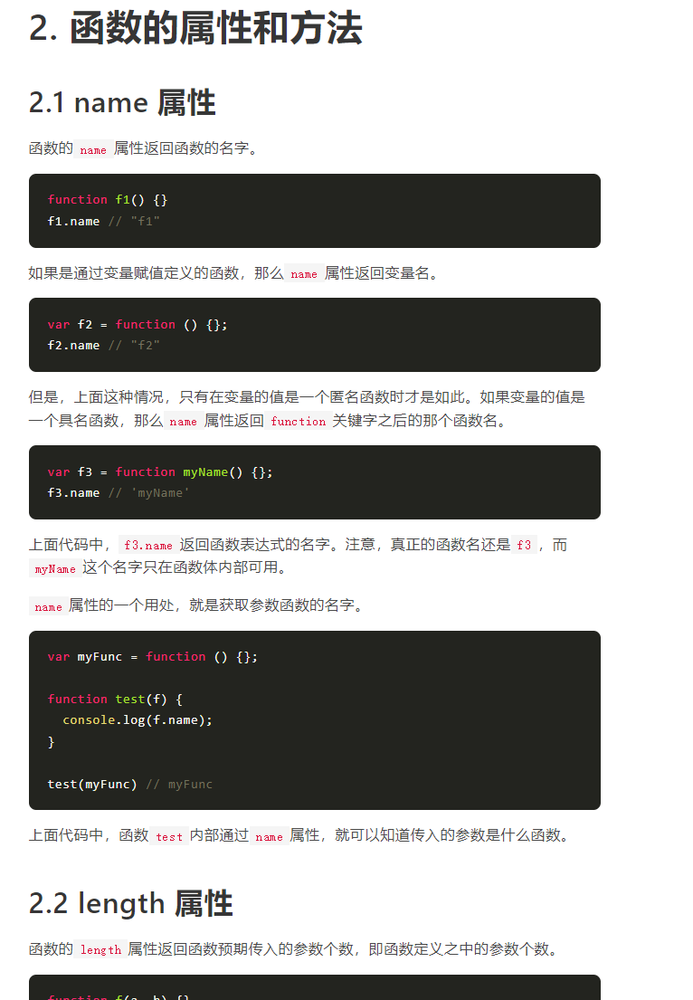 2. 函数的属性和方法
2.1 name 属性
函数的 name 属性返回函数的名字。
function f1() {}
f1.name // "f1"
如果是通过变量赋值定义的函数，那么 name 属性返回变量名。
var f2 = function () {};
f2.name // "f2"
但是，上面这种情况，只有在变量的值是一个匿名函数时才是如此。如果变量的值是
一个具名函数，那么 name 属性返回 function 关键字之后的那个函数名。
var f3 = function myName() {};
f3.name // 'myName'
上面代码中， f3.name 返回函数表达式的名字。注意，真正的函数名还是 f3 ，而
myName 这个名字只在函数体内部可用。
name 属性的一个用处，就是获取参数函数的名字。
var myFunc = function () {};
function test(f) {
  console.log(f.name);
}
test(myFunc) // myFunc
上面代码中，函数 test 内部通过 name 属性，就可以知道传入的参数是什么函数。
2.2 length 属性
函数的 length 属性返回函数预期传入的参数个数，即函数定义之中的参数个数。
function f(a, b) {}